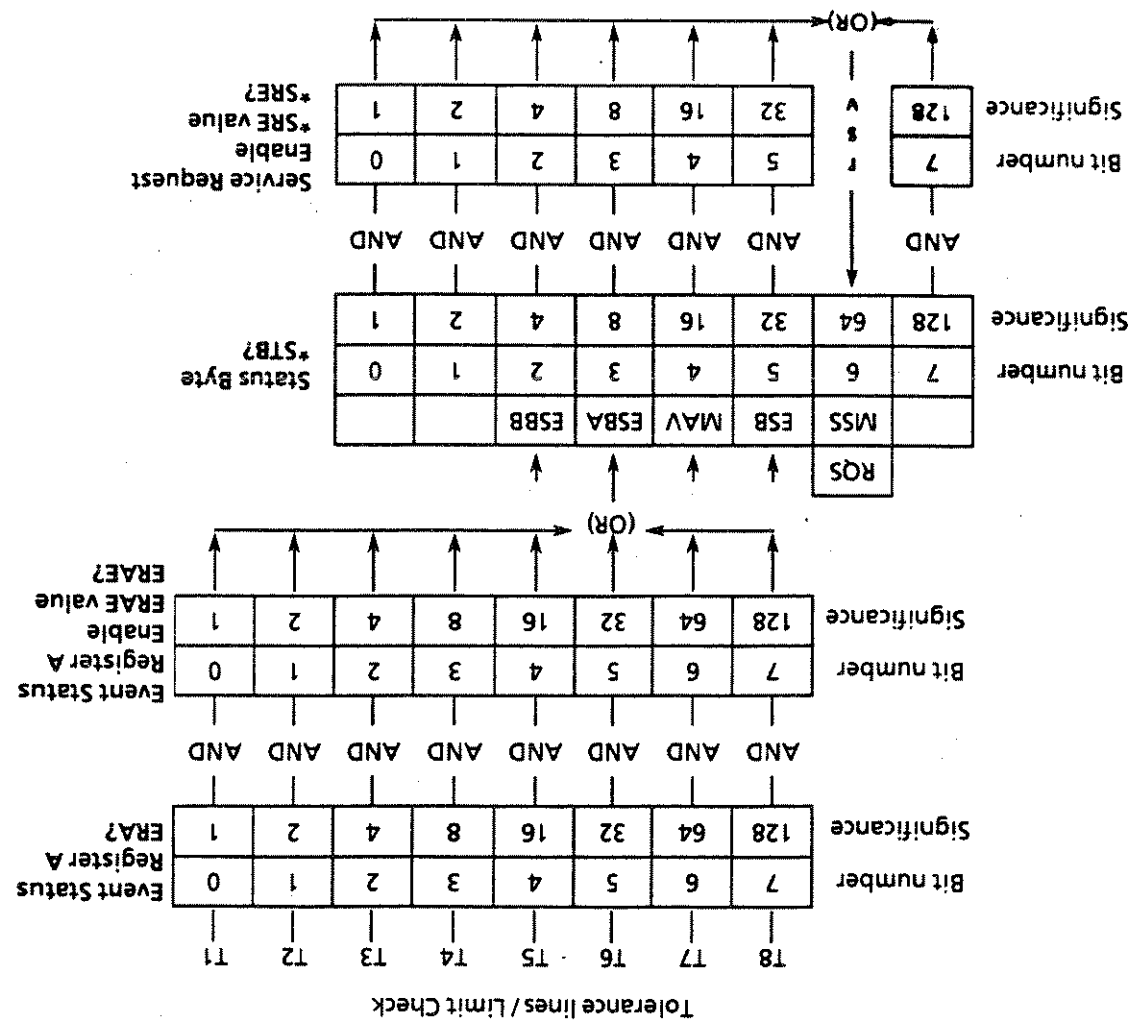 Tolerance lines / Limit Check
T8 T7 T6 T5 T4 T3 T2 T1
Bit number 7 6 5 4 3 2 1 0
Significance 128 64 32 16 8 4 2 1
Event Status
Register A
ERA?
AND AND AND AND AND AND AND AND
Bit number 7 6 5 4 3 2 1 0
Significance 128 64 32 16 8 4 2 1
Event Status
Register A
Enable
ERAE value
ERAE?
(OR)
RQS
MSS ESB MAV ESBA ESBB
Bit number 7 6 5 4 3 2 1 0
Significance 128 64 32 16 8 4 2 1
Status Byte
*STB?
AND AND AND AND AND AND AND
Bit number 7 5 4 3 2 1 0
Significance 128 32 16 8 4 2 1
r
s
v
Service Request
Enable
*SRE value
*SRE?
(OR)